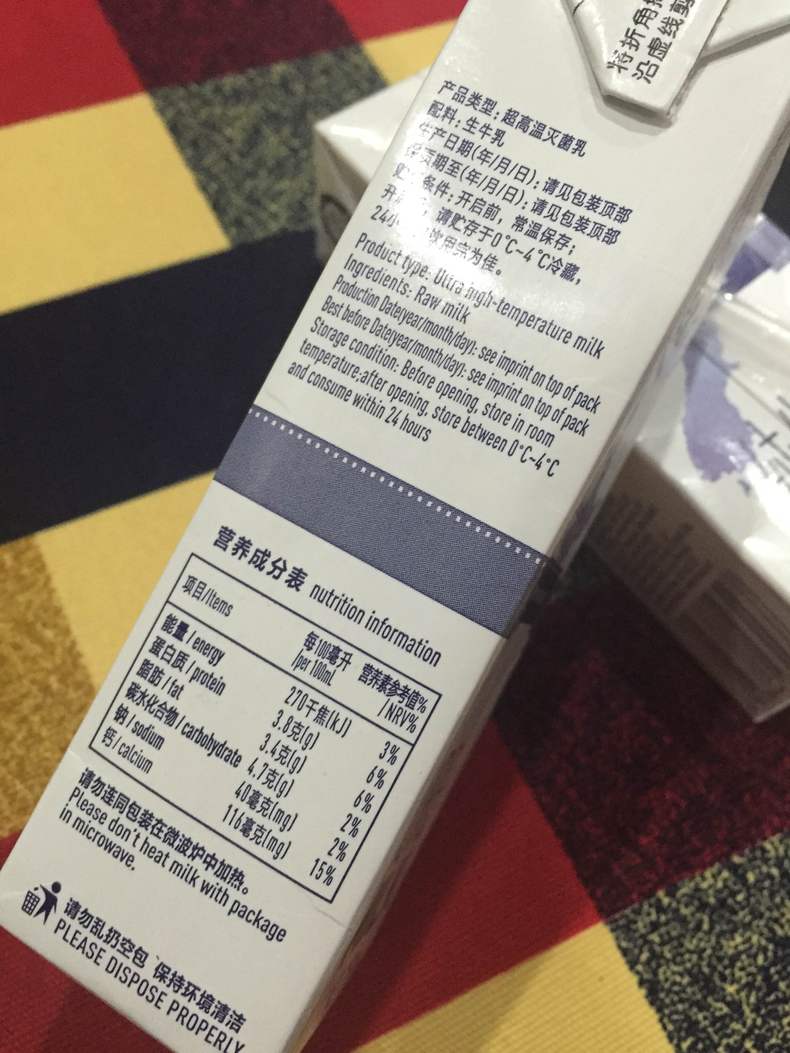 将折角
沿虚线剪
产品类型：超高温灭菌乳
配料：生牛乳
生产日期(年/月/日)：请见包装顶部
保质期至(年/月/日)：请见包装顶部
条件：开启前，常温保存；
请贮存于0℃~4℃冷藏，
24 饮用完为佳。
Product type: Ultra high-temperature milk
Ingredients: Raw milk
Production Date(year/month/day): see imprint on top of pack
Best before Date(year/month/day): see imprint on top of pack
Storage condition: Before opening, store in room
temperature;after opening, store between 0℃~4℃
and consume within 24 hours
营养成分表 nutrition information
项目/Items 每100毫升/per 100mL 营养素参考值%/NRV%
能量/energy 270千焦(kJ) 3%
蛋白质/protein 3.8克(g) 6%
脂肪/fat 3.4克(g) 6%
碳水化合物/carbohydrate 4.7克(g) 2%
钠/sodium 40毫克(mg) 2%
钙/calcium 116毫克(mg) 15%
请勿连同包装在微波炉中加热。
Please don't heat milk with package
in microwave.
请勿乱扔空包 保持环境清洁
PLEASE DISPOSE PROPERLY